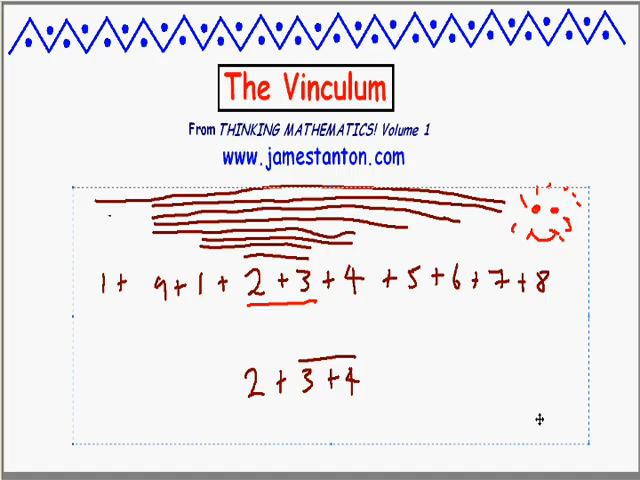 The Vinculum
From THINKING MATHEMATICS! Volume 1
www.jamestanton.com
1 + 9 + 1 + 2 + 3 + 4 + 5 + 6 + 7 + 8
2 + 3 + 4